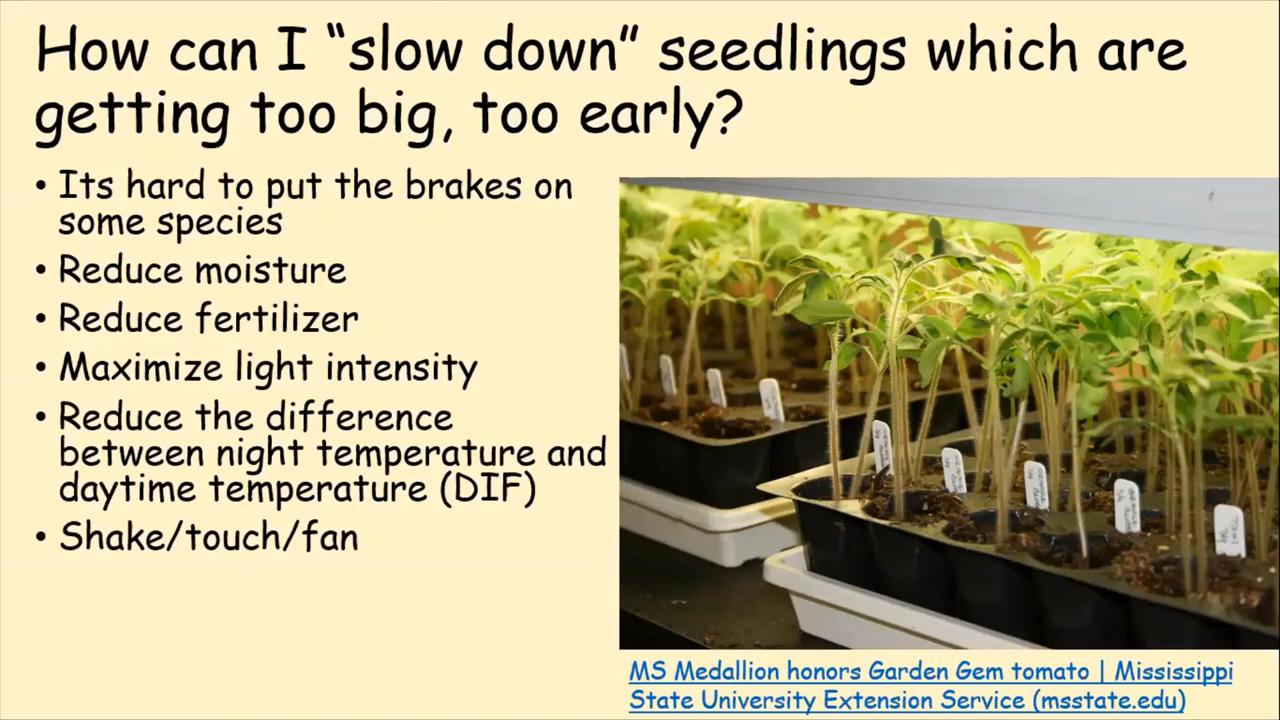 How can I “slow down” seedlings which are
getting too big, too early?
• Its hard to put the brakes on
some species
• Reduce moisture
• Reduce fertilizer
• Maximize light intensity
• Reduce the difference
between night temperature and
daytime temperature (DIF)
• Shake/touch/fan
MS Medallion honors Garden Gem tomato | Mississippi
State University Extension Service (msstate.edu)